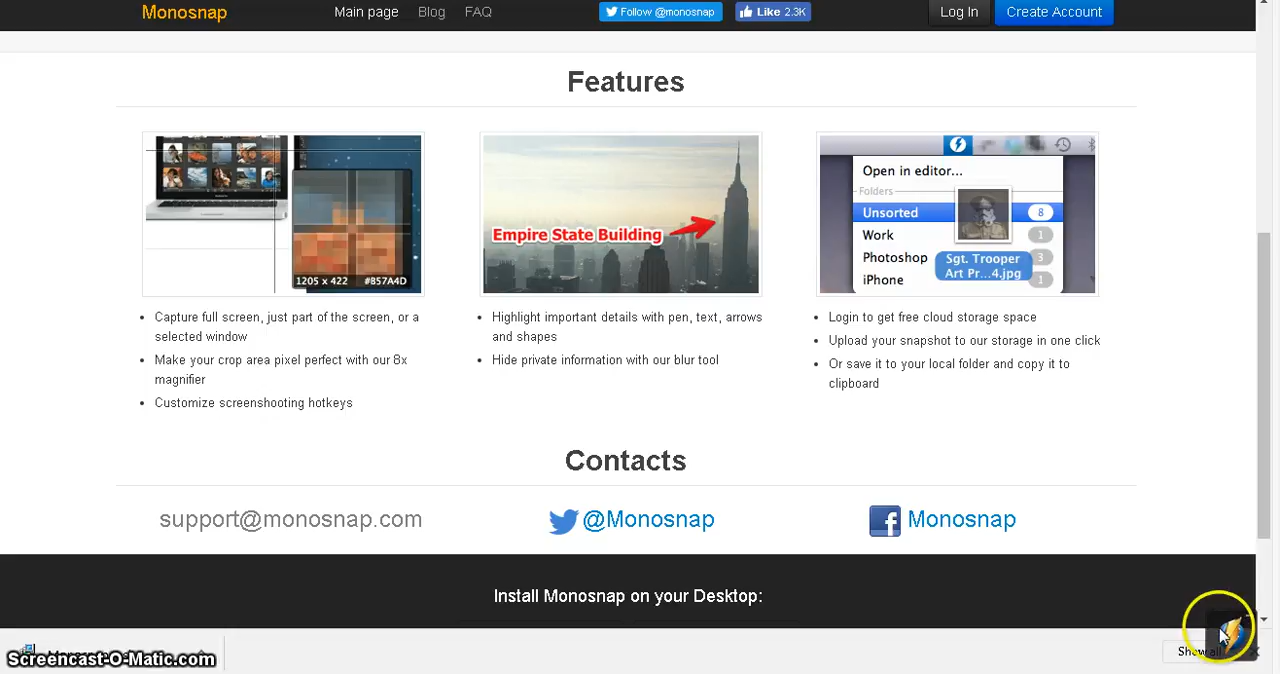 Monosnap
Main page Blog FAQ
Follow @monosnap
Like 2.3K
Log In
Create Account
Features
1205 x 422 #B57A4D
Empire State Building
Open in editor...
Folders
Unsorted 8
Work 1
Photoshop 3
iPhone 1
Sgt. Trooper
Art Pr...4.jpg
• Capture full screen, just part of the screen, or a
selected window
• Make your crop area pixel perfect with our 8x
magnifier
• Customize screenshooting hotkeys
• Highlight important details with pen, text, arrows
and shapes
• Hide private information with our blur tool
• Login to get free cloud storage space
• Upload your snapshot to our storage in one click
• Or save it to your local folder and copy it to
clipboard
Contacts
support@monosnap.com
@Monosnap
Monosnap
Install Monosnap on your Desktop:
Screencast-O-Matic.com
Show all